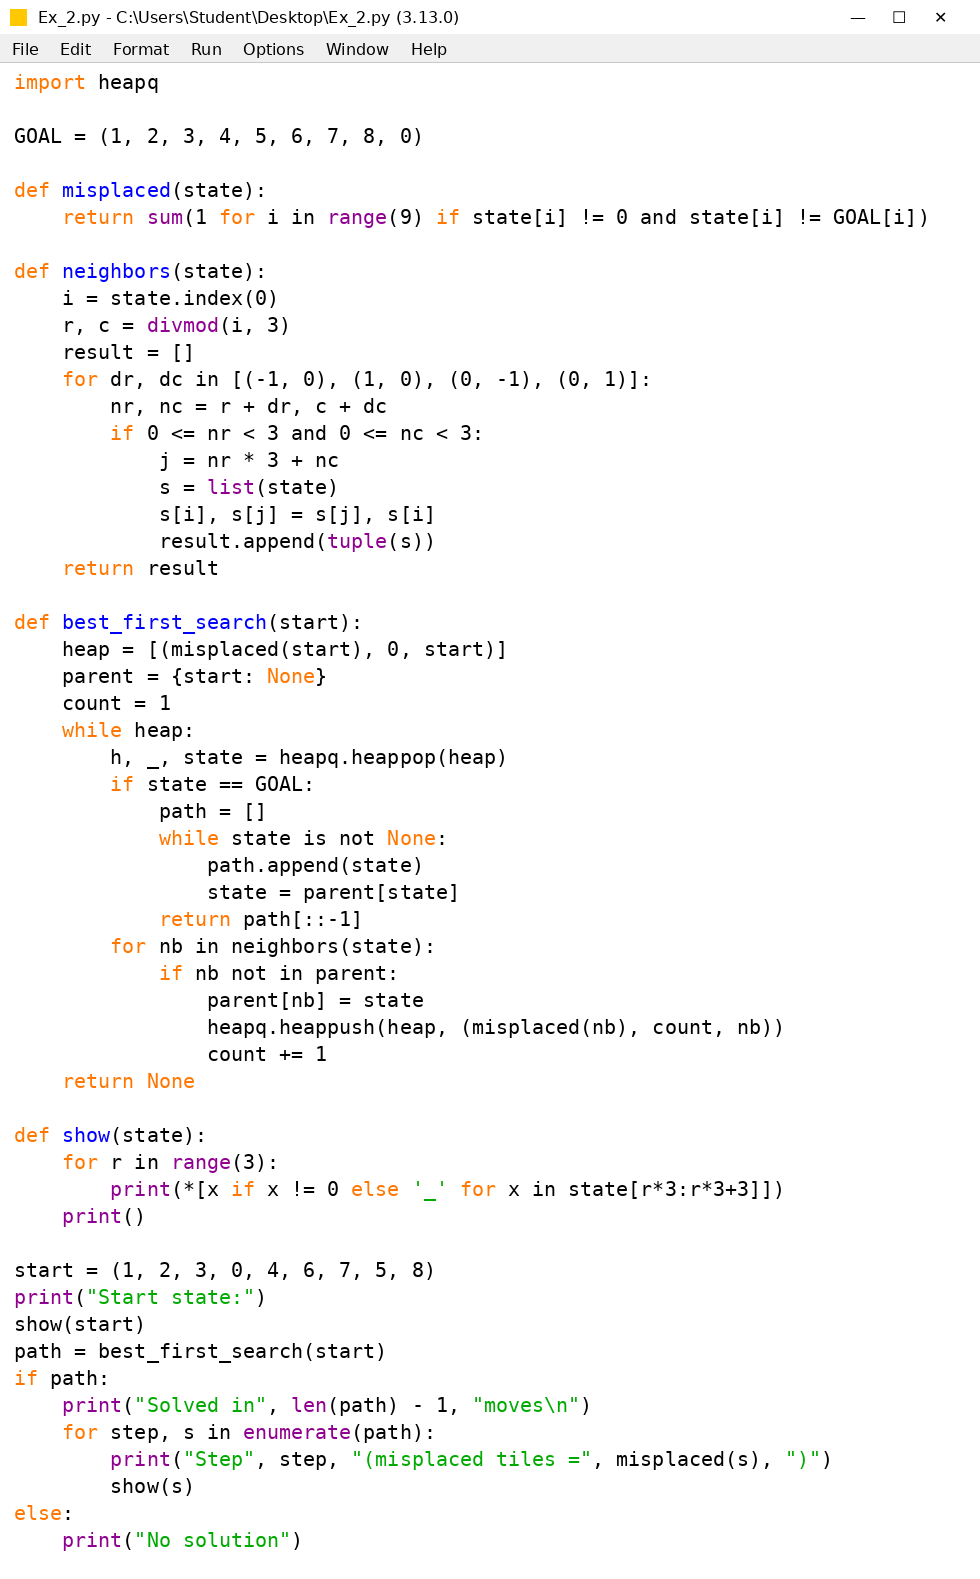 Ex_2.py - C:\Users\Student\Desktop\Ex_2.py (3.13.0)
File Edit Format Run Options Window Help
import heapq

GOAL = (1, 2, 3, 4, 5, 6, 7, 8, 0)

def misplaced(state):
    return sum(1 for i in range(9) if state[i] != 0 and state[i] != GOAL[i])

def neighbors(state):
    i = state.index(0)
    r, c = divmod(i, 3)
    result = []
    for dr, dc in [(-1, 0), (1, 0), (0, -1), (0, 1)]:
        nr, nc = r + dr, c + dc
        if 0 <= nr < 3 and 0 <= nc < 3:
            j = nr * 3 + nc
            s = list(state)
            s[i], s[j] = s[j], s[i]
            result.append(tuple(s))
    return result

def best_first_search(start):
    heap = [(misplaced(start), 0, start)]
    parent = {start: None}
    count = 1
    while heap:
        h, _, state = heapq.heappop(heap)
        if state == GOAL:
            path = []
            while state is not None:
                path.append(state)
                state = parent[state]
            return path[::-1]
        for nb in neighbors(state):
            if nb not in parent:
                parent[nb] = state
                heapq.heappush(heap, (misplaced(nb), count, nb))
                count += 1
    return None

def show(state):
    for r in range(3):
        print(*[x if x != 0 else '_' for x in state[r*3:r*3+3]])
    print()

start = (1, 2, 3, 0, 4, 6, 7, 5, 8)
print("Start state:")
show(start)
path = best_first_search(start)
if path:
    print("Solved in", len(path) - 1, "moves\n")
    for step, s in enumerate(path):
        print("Step", step, "(misplaced tiles =", misplaced(s), ")")
        show(s)
else:
    print("No solution")